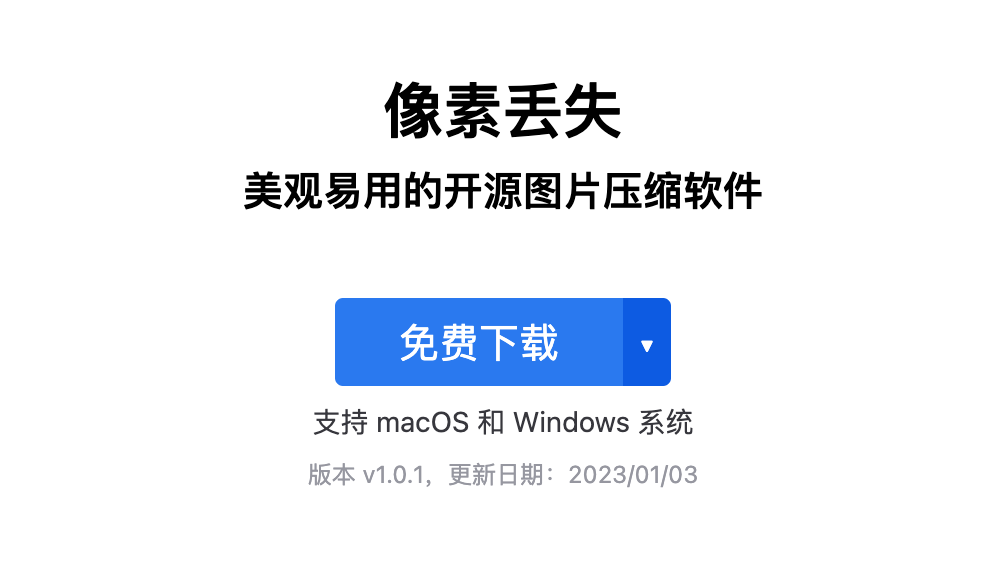 像素丢失
美观易用的开源图片压缩软件
免费下载 ▼
支持 macOS 和 Windows 系统
版本 v1.0.1，更新日期：2023/01/03